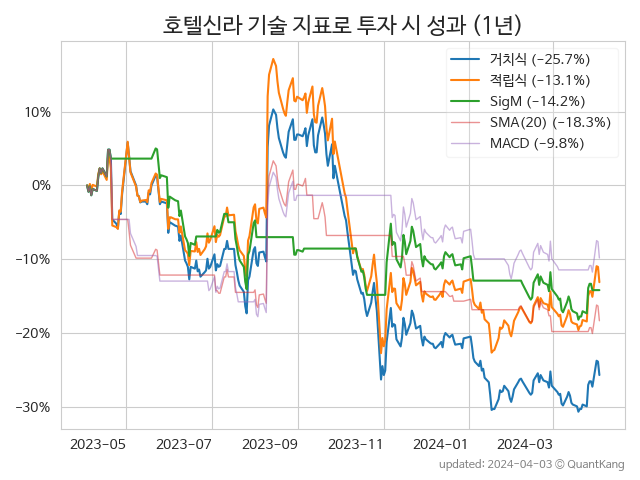 호텔신라 기술 지표로 투자 시 성과 (1년)
거치식 (−25.7%)
적립식 (−13.1%)
SigM (−14.2%)
SMA(20) (−18.3%)
MACD (−9.8%)
10%
0%
−10%
−20%
−30%
2023-05 2023-07 2023-09 2023-11 2024-01 2024-03
updated: 2024-04-03 © QuantKang